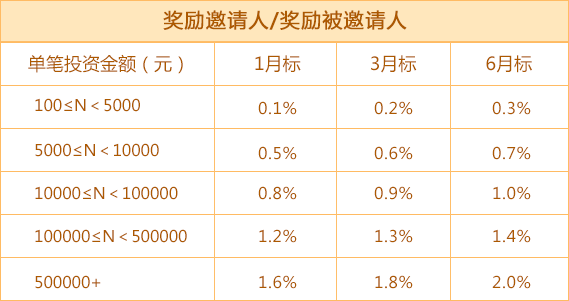 奖励邀请人/奖励被邀请人
单笔投资金额（元） 1月标 3月标 6月标
100≤N＜5000 0.1% 0.2% 0.3%
5000≤N＜10000 0.5% 0.6% 0.7%
10000≤N＜100000 0.8% 0.9% 1.0%
100000≤N＜500000 1.2% 1.3% 1.4%
500000+ 1.6% 1.8% 2.0%